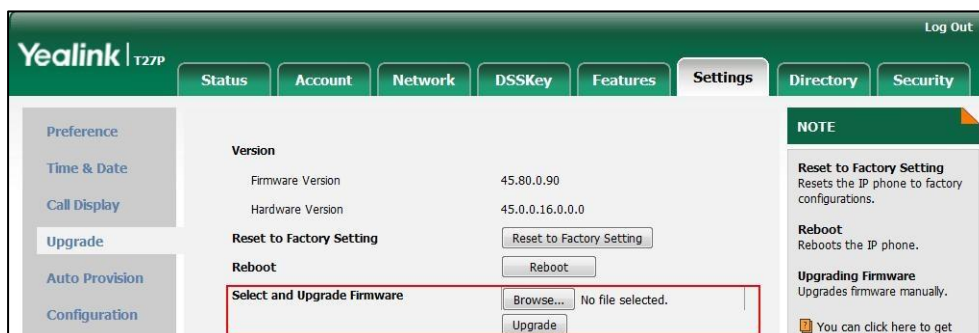 Log Out
Yealink | T27P
Status Account Network DSSKey Features Settings Directory Security
Preference
Time & Date
Call Display
Upgrade
Auto Provision
Configuration
Version
Firmware Version 45.80.0.90
Hardware Version 45.0.0.16.0.0.0
Reset to Factory Setting Reset to Factory Setting
Reboot Reboot
Select and Upgrade Firmware Browse... No file selected.
Upgrade
NOTE
Reset to Factory Setting
Resets the IP phone to factory
configurations.
Reboot
Reboots the IP phone.
Upgrading Firmware
Upgrades firmware manually.
You can click here to get